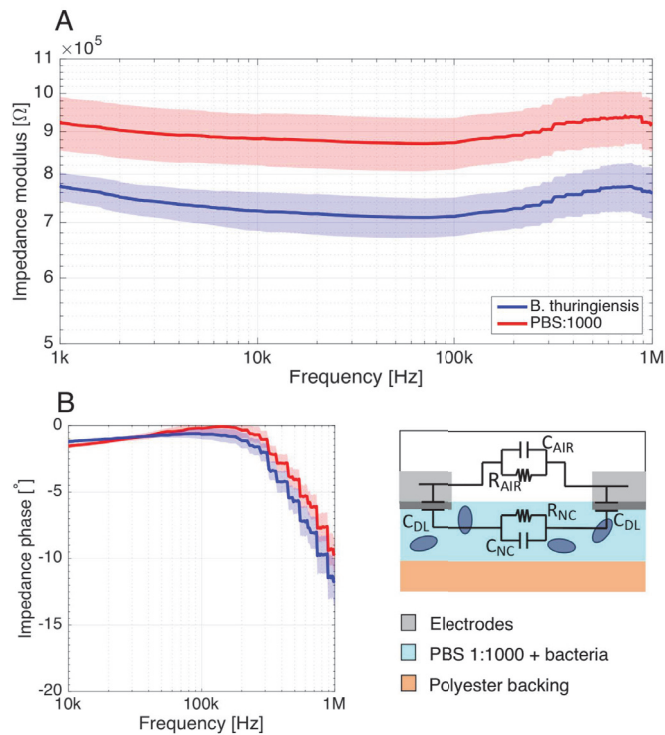 A
×10⁵
11
10
9
8
7
6
5
Impedance modulus [Ω]
1k 10k 100k 1M
Frequency [Hz]
B. thuringiensis
PBS:1000
B
0
-5
-10
-15
-20
Impedance phase [°]
10k 100k 1M
Frequency [Hz]
C_AIR
R_AIR
R_NC
C_DL C_DL
C_NC
Electrodes
PBS 1:1000 + bacteria
Polyester backing